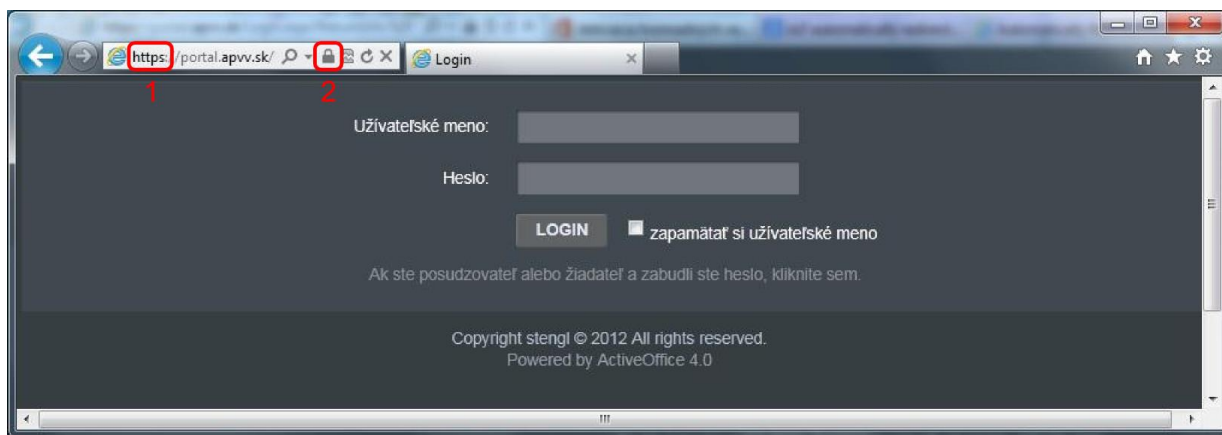 https://portal.apvv.sk/
Login
1
2
Užívateľské meno:
Heslo:
LOGIN
zapamätať si užívateľské meno
Ak ste posudzovateľ alebo žiadateľ a zabudli ste heslo, kliknite sem.
Copyright stengl © 2012 All rights reserved.
Powered by ActiveOffice 4.0